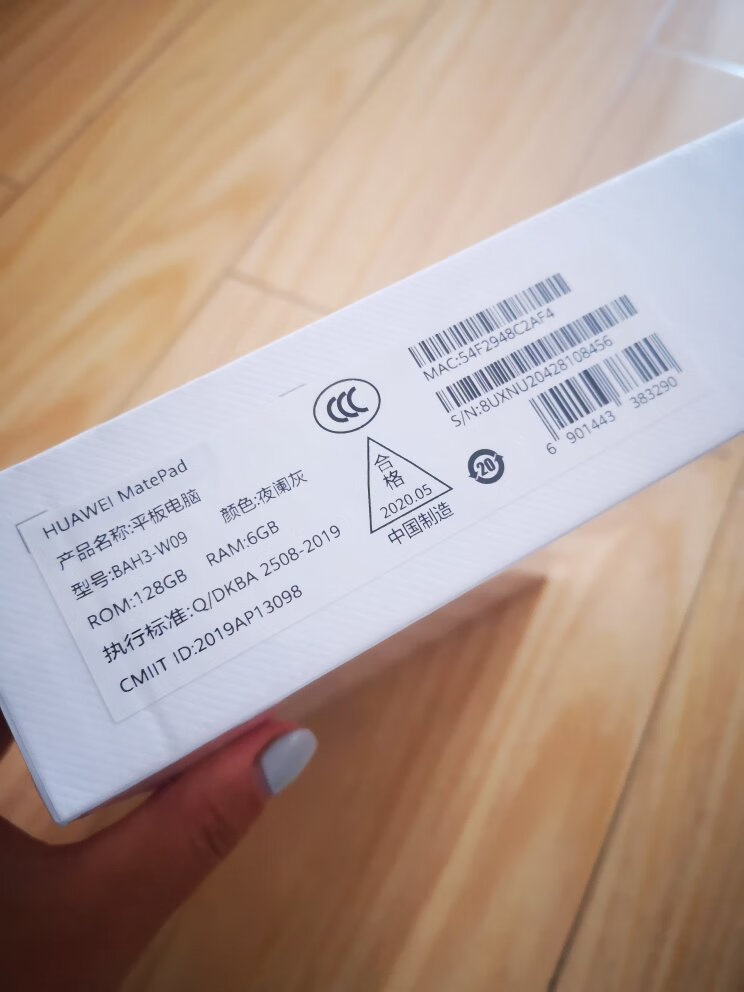 HUAWEI MatePad
产品名称:平板电脑 颜色:夜阑灰
型号:BAH3-W09 RAM:6GB
ROM:128GB
执行标准:Q/DKBA 2508-2019
CMIIT ID:2019AP13098
CCC
合格
2020.05
中国制造
20
MAC:54F2948C2AF4
S/N:8UXNU20428108456
6 901443 383290